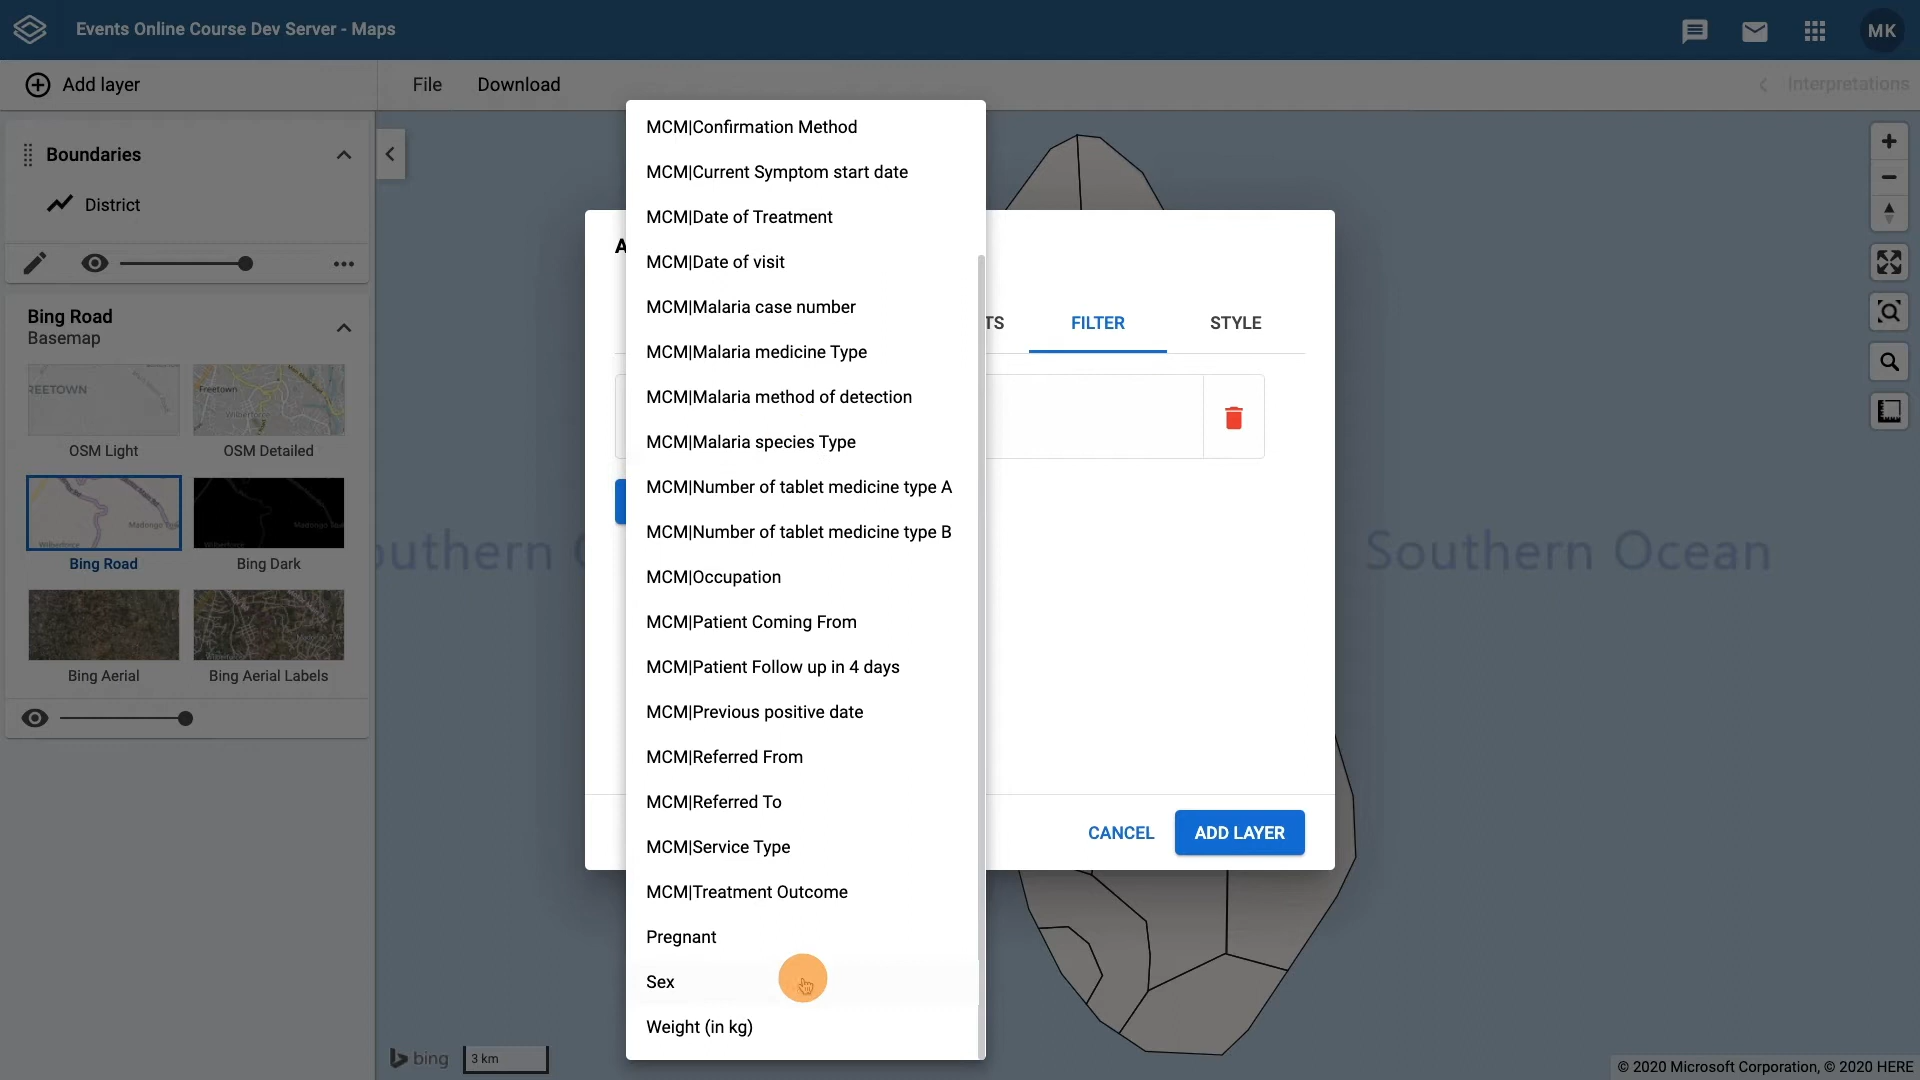 Events Online Course Dev Server - Maps
MK
Add layer
File
Download
Interpretations
Boundaries
District
Bing Road
Basemap
REETOWN
Freetown
Wilberforce
OSM Light
OSM Detailed
Madongo
Wilberforce
Bing Road
Bing Dark
Bing Aerial
Bing Aerial Labels
MCM|Confirmation Method
MCM|Current Symptom start date
MCM|Date of Treatment
MCM|Date of visit
MCM|Malaria case number
MCM|Malaria medicine Type
MCM|Malaria method of detection
MCM|Malaria species Type
MCM|Number of tablet medicine type A
MCM|Number of tablet medicine type B
MCM|Occupation
MCM|Patient Coming From
MCM|Patient Follow up in 4 days
MCM|Previous positive date
MCM|Referred From
MCM|Referred To
MCM|Service Type
MCM|Treatment Outcome
Pregnant
Sex
Weight (in kg)
A
TS
FILTER
STYLE
CANCEL
ADD LAYER
outhern O
Southern Ocean
bing
3 km
© 2020 Microsoft Corporation, © 2020 HERE